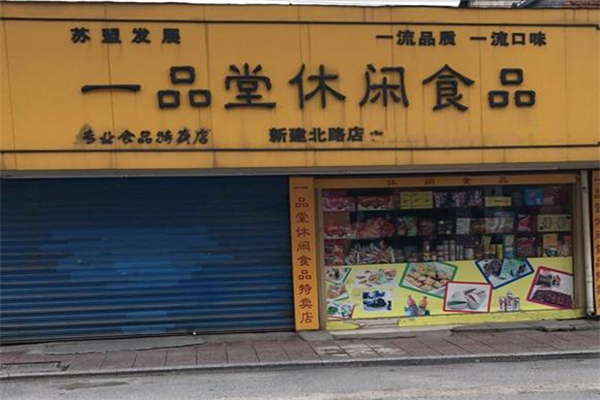 苏盟发展
一流品质 一流口味
一品堂休闲食品
专业食品特卖店
新建北路店
休闲食品
一品堂休闲食品特卖店